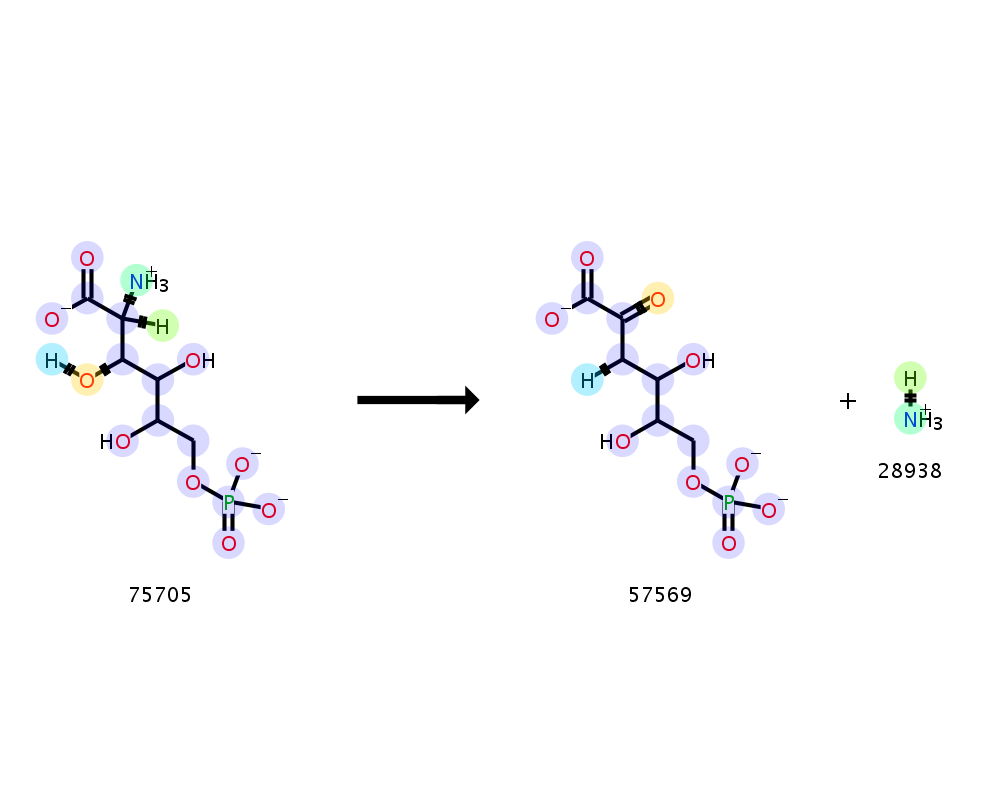 O O
NH3+ H
O− H O−
H O OH H OH H
+ NH3+
HO HO
O− O− 28938
O P O− O P O−
O O
75705 57569